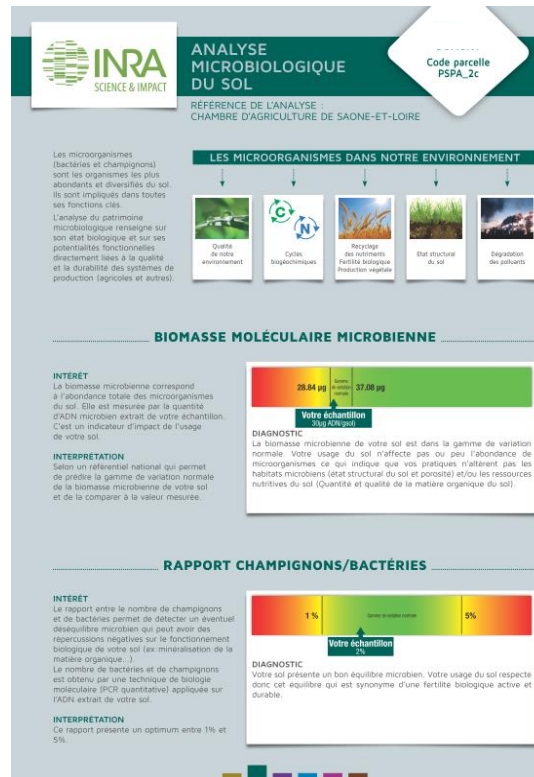 INRA
SCIENCE & IMPACT
ANALYSE
MICROBIOLOGIQUE
DU SOL
Code parcelle
PSPA_2c
RÉFÉRENCE DE L'ANALYSE :
CHAMBRE D'AGRICULTURE DE SAONE-ET-LOIRE
Les microorganismes
(bactéries et champignons)
sont les organismes les plus
abondants et diversifiés du sol.
Ils sont impliqués dans toutes
ses fonctions clés.
L'analyse du patrimoine
microbiologique renseigne sur
son état biologique et sur ses
potentialités fonctionnelles
directement liées à la qualité
et la durabilité des systèmes de
production (agricoles et autres).
LES MICROORGANISMES DANS NOTRE ENVIRONNEMENT
Qualité
de notre
environnement
C
N
Cycles
biogéochimiques
Recyclage
des nutriments
Fertilité biologique
Production végétale
Etat structural
du sol
Dégradation
des polluants
BIOMASSE MOLÉCULAIRE MICROBIENNE
INTÉRÊT
La biomasse microbienne correspond
à l'abondance totale des microorganismes
du sol. Elle est mesurée par la quantité
d'ADN microbien extrait de votre échantillon.
C'est un indicateur d'impact de l'usage
de votre sol.
INTERPRÉTATION
Selon un référentiel national qui permet
de prédire la gamme de variation normale
de la biomasse microbienne de votre sol
et de la comparer à la valeur mesurée.
28.84 µg
Gamme
de variation
normale
37.08 µg
Votre échantillon
30µg ADN/gsol)
DIAGNOSTIC
La biomasse microbienne de votre sol est dans la gamme de variation
normale. Votre usage du sol n'affecte pas ou peu l'abondance de
microorganismes ce qui indique que vos pratiques n'altèrent pas les
habitats microbiens (état structural du sol et porosité) et/ou les ressources
nutritives du sol (Quantité et qualité de la matière organique du sol).
RAPPORT CHAMPIGNONS/BACTÉRIES
INTÉRÊT
Le rapport entre le nombre de champignons
et de bactéries permet de détecter un éventuel
déséquilibre microbien qui peut avoir des
répercussions négatives sur le fonctionnement
biologique de votre sol (ex:minéralisation de la
matière organique...).
Le nombre de bactéries et de champignons
est obtenu par une technique de biologie
moléculaire (PCR quantitative) appliquée sur
l'ADN extrait de votre sol.
INTERPRÉTATION
Ce rapport présente un optimum entre 1% et
5%.
1 %
Gamme de variation normale
5%
Votre échantillon
2%
DIAGNOSTIC
Votre sol présente un bon équilibre microbien. Votre usage du sol respecte
donc cet équilibre qui est synonyme d'une fertilité biologique active et
durable.